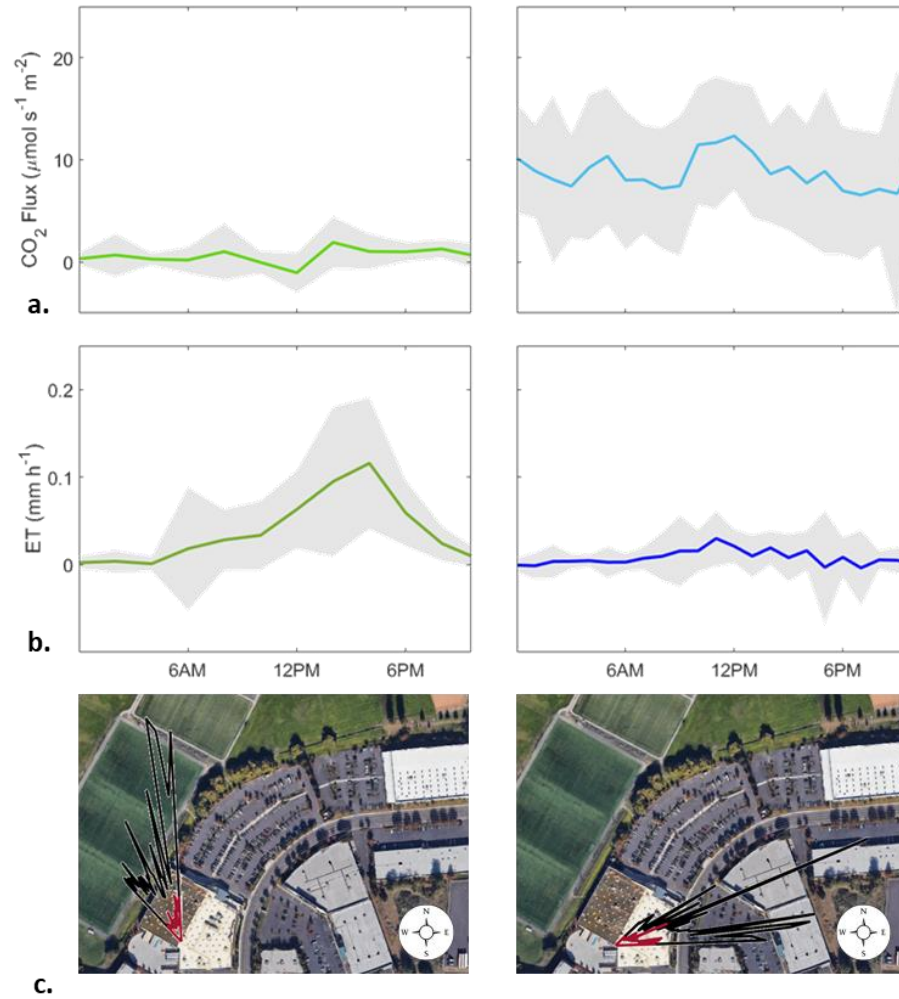 20
10
0
CO₂ Flux (μmol s⁻¹ m⁻²)
a.
0.2
0.1
0
ET (mm h⁻¹)
b.
6AM 12PM 6PM
6AM 12PM 6PM
N
W E
S
N
W E
S
c.